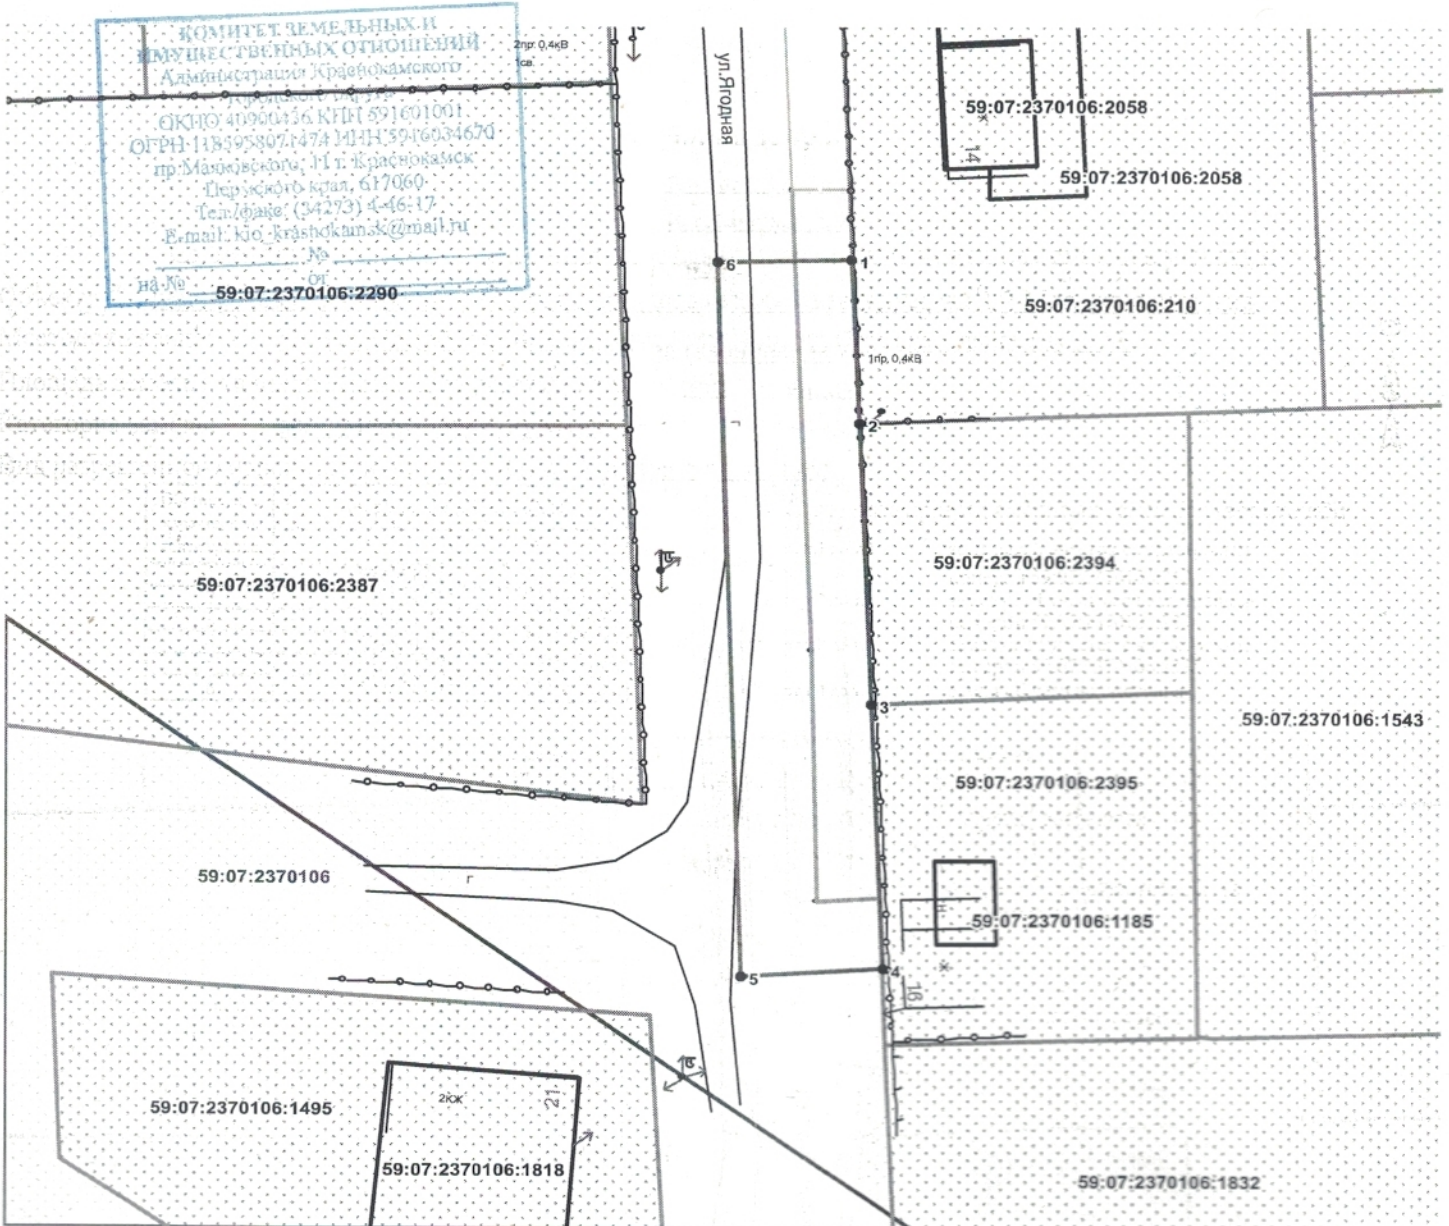 КОМИТЕТ ЗЕМЕЛЬНЫХ И
ИМУЩЕСТВЕННЫХ ОТНОШЕНИЙ
Администрация Краснокамского
городского округа
ОКПО 40900436 КПП 591601001
ОГРН 1185958071474 ИНН 5916034670
пр. Маяковского, 11 г. Краснокамск
Пермского края, 617060
Тел./факс: (34273) 4-46-17
E-mail: kio_krasnokamsk@mail.ru
№
на № от
2пр. 0,4кВ
1св.
ул.Ягодная
59:07:2370106:2058
14
59:07:2370106:2058
6
1
59:07:2370106:2290
59:07:2370106:210
1пр. 0,4кВ
2
г
59:07:2370106:2394
59:07:2370106:2387
3
59:07:2370106:1543
59:07:2370106:2395
59:07:2370106
г
н
59:07:2370106:1185
ж
5
4
16
59:07:2370106:1495
2кж
21
59:07:2370106:1818
59:07:2370106:1832